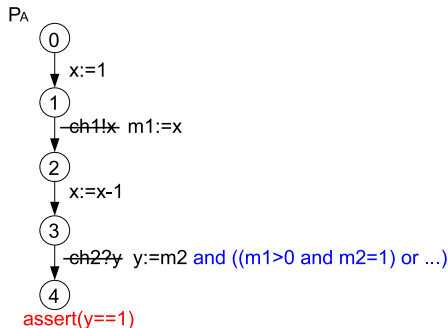 PA
0
x:=1
1
ch1!x m1:=x
2
x:=x-1
3
ch2?y y:=m2 and ((m1>0 and m2=1) or ...)
4
assert(y==1)